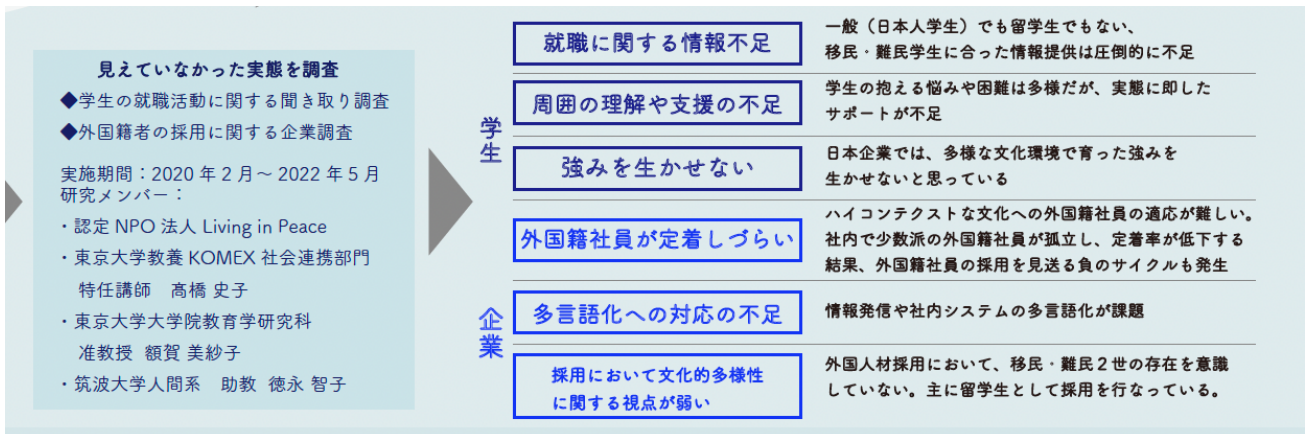 見えていなかった実態を調査
◆学生の就職活動に関する聞き取り調査
◆外国籍者の採用に関する企業調査
実施期間：2020 年 2 月～ 2022 年 5 月
研究メンバー：
・認定 NPO 法人 Living in Peace
・東京大学教養 KOMEX 社会連携部門
特任講師　髙橋 史子
・東京大学大学院教育学研究科
准教授 額賀 美紗子
・筑波大学人間系　助教 徳永 智子
学生
就職に関する情報不足
一般（日本人学生）でも留学生でもない、
移民・難民学生に合った情報提供は圧倒的に不足
周囲の理解や支援の不足
学生の抱える悩みや困難は多様だが、実態に即した
サポートが不足
強みを生かせない
日本企業では、多様な文化環境で育った強みを
生かせないと思っている
企業
外国籍社員が定着しづらい
ハイコンテクストな文化への外国籍社員の適応が難しい。
社内で少数派の外国籍社員が孤立し、定着率が低下する
結果、外国籍社員の採用を見送る負のサイクルも発生
多言語化への対応の不足
情報発信や社内システムの多言語化が課題
採用において文化的多様性
に関する視点が弱い
外国人材採用において、移民・難民２世の存在を意識
していない。主に留学生として採用を行なっている。